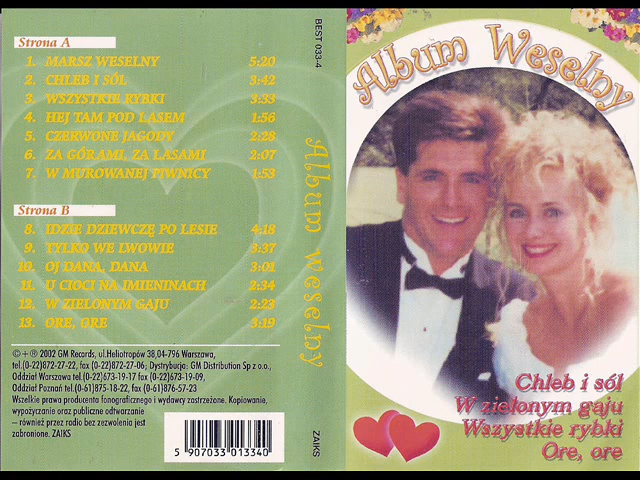 Strona A
1. MARSZ WESELNY 5:20
2. CHLEB I SÓL 3:42
3. WSZYSTKIE RYBKI 3:33
4. HEJ TAM POD LASEM 1:56
5. CZERWONE JAGODY 2:28
6. ZA GÓRAMI, ZA LASAMI 2:07
7. W MUROWANEJ PIWNICY 1:53
Strona B
8. IDZIE DZIEWCZĘ PO LESIE 4:18
9. TYLKO WE LWOWIE 3:37
10. OJ DANA, DANA 3:01
11. U CIOCI NA IMIENINACH 2:34
12. W ZIELONYM GAJU 2:23
13. ORE, ORE 3:19
©+℗ 2002 GM Records, ul.Heliotropów 38,04-796 Warszawa,
tel.(0-22)872-27-22, fax (0-22)872-27-06; Dystrybucja: GM Distribution Sp z o.o.,
Oddział Warszawa tel.(0-22)673-19-17 fax (0-22)673-19-09,
Oddział Poznań tel.(0-61)875-18-22, fax (0-61)876-57-23
Wszelkie prawa producenta fonograficznego i wydawcy zastrzeżone. Kopiowanie,
wypożyczanie oraz publiczne odtwarzanie
– również przez radio bez zezwolenia jest
zabronione. ZAIKS
5 907033 013340
BEST 033-4
Album weselny
ZAIKS
Album Weselny
Chleb i sól
W zielonym gaju
Wszystkie rybki
Ore, ore